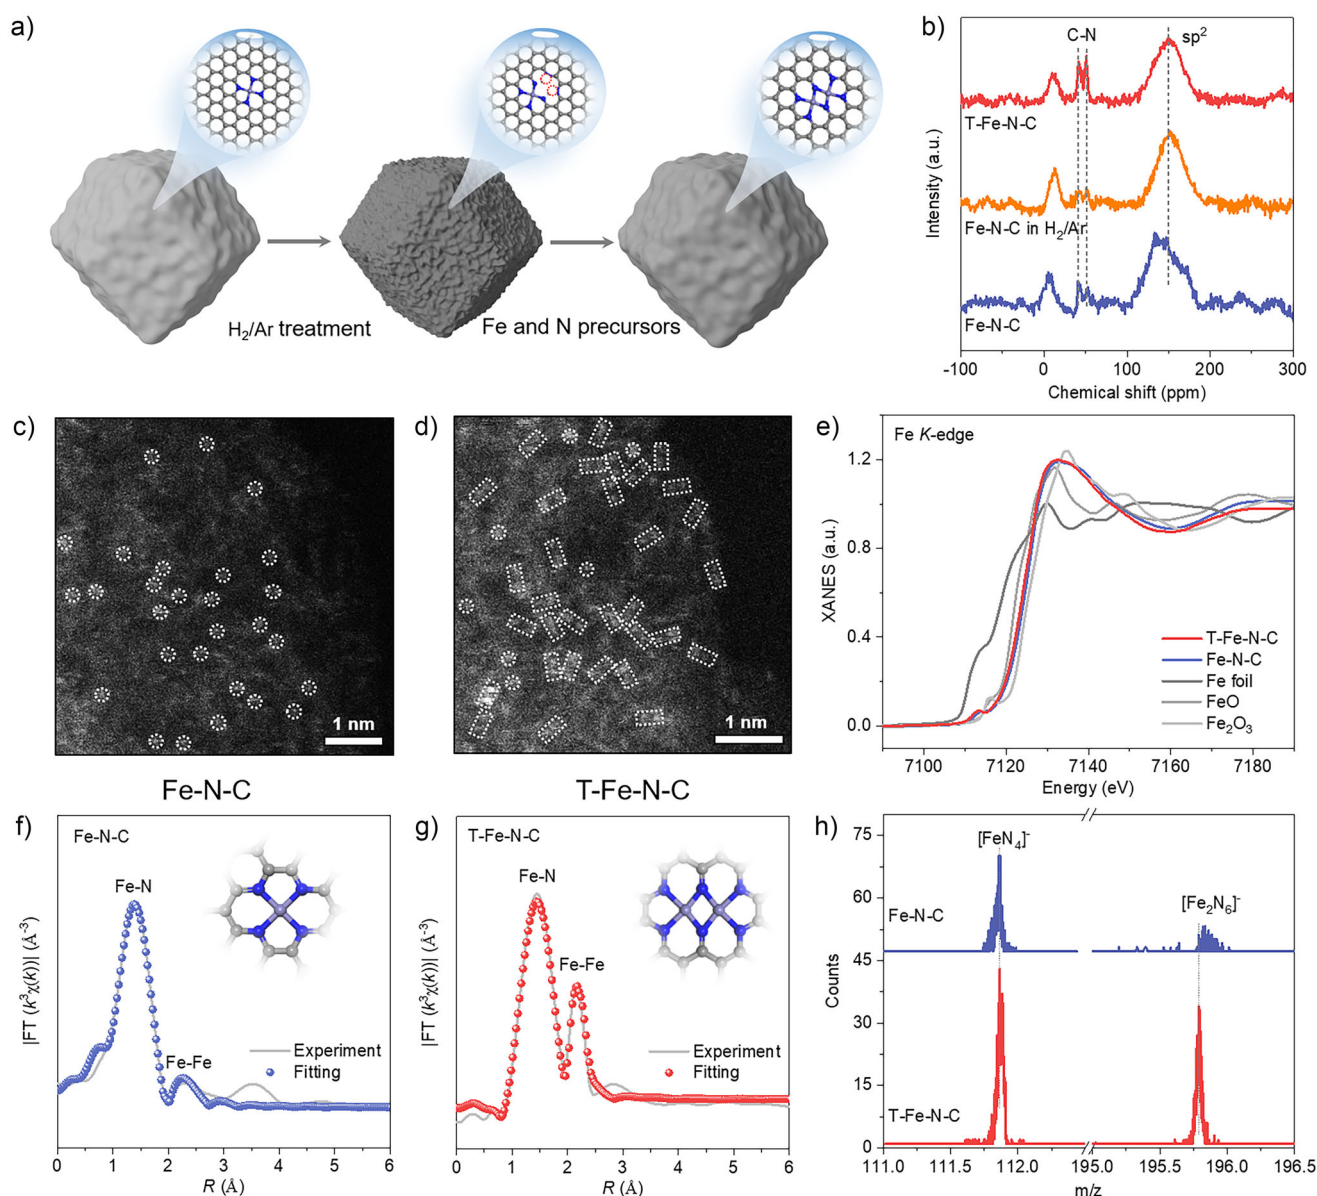 a)
H₂/Ar treatment
Fe and N precursors
b)
C-N
sp²
T-Fe-N-C
Fe-N-C in H₂/Ar
Fe-N-C
Intensity (a.u.)
-100 0 100 200 300
Chemical shift (ppm)
c)
1 nm
Fe-N-C
d)
1 nm
T-Fe-N-C
e)
Fe K-edge
XANES (a.u.)
1.2
0.8
0.4
0.0
T-Fe-N-C
Fe-N-C
Fe foil
FeO
Fe₂O₃
7100 7120 7140 7160 7180
Energy (eV)
f)
Fe-N-C
Fe-N
Fe-Fe
Experiment
Fitting
|FT (k³χ(k))| (Å⁻³)
0 1 2 3 4 5 6
R (Å)
g)
T-Fe-N-C
Fe-N
Fe-Fe
Experiment
Fitting
|FT (k³χ(k))| (Å⁻³)
0 1 2 3 4 5 6
R (Å)
h)
[FeN₄]⁻
[Fe₂N₆]⁻
Fe-N-C
T-Fe-N-C
Counts
75
60
45
30
15
0
111.0 111.5 112.0 195.0 195.5 196.0 196.5
m/z